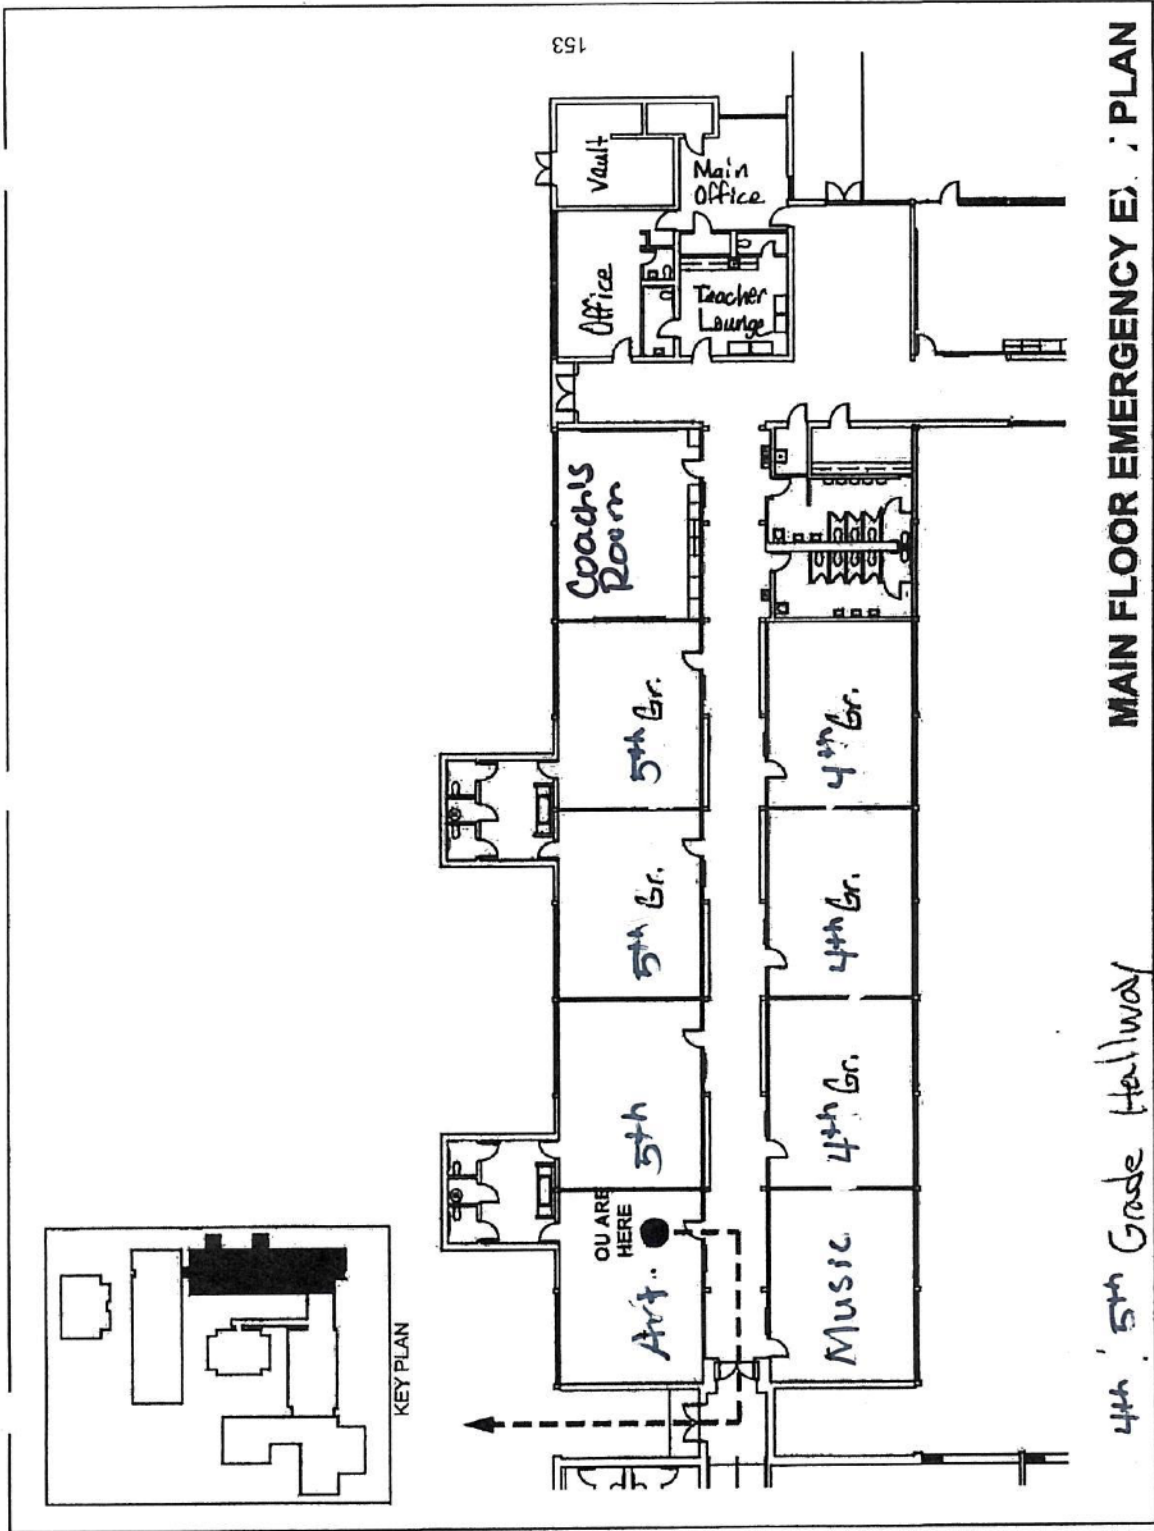 153
KEY PLAN
Vault
Main
Office
Office
Teacher
Lounge
Coach's
Room
5th Gr.
5th Gr.
5th
OU ARE
HERE
Art.
4th Gr.
4th Gr.
4th Gr.
Music
MAIN FLOOR EMERGENCY PLAN
4th 5th Grade Hallway